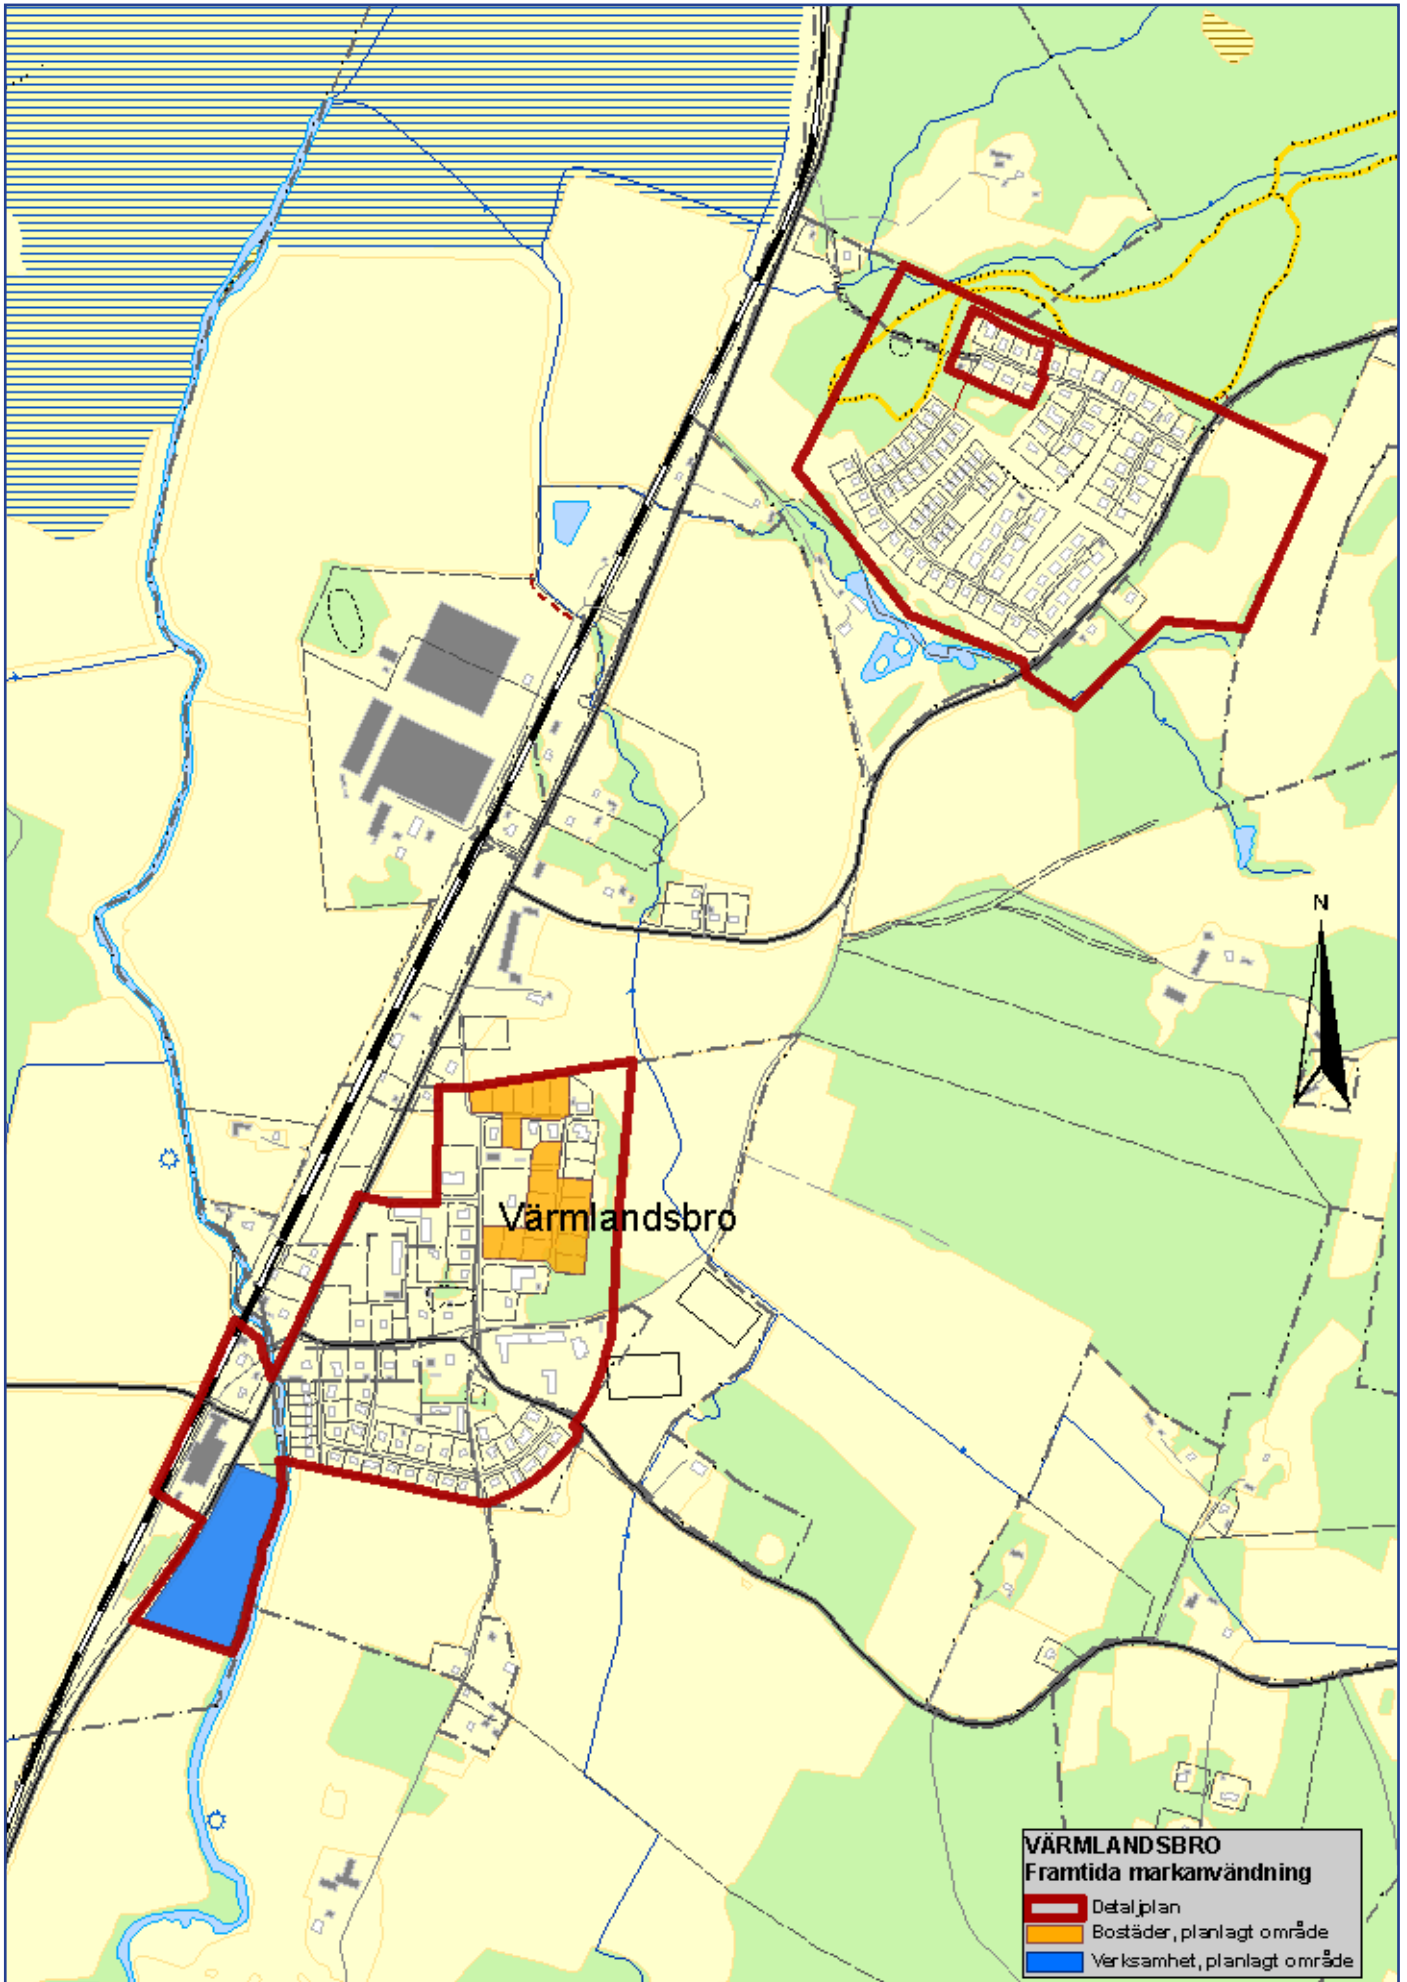 N
Värmlandsbro
VÄRMLANDSBRO
Framtida markanvändning
Detaljplan
Bostäder, planlagt område
Verksamhet, planlagt område